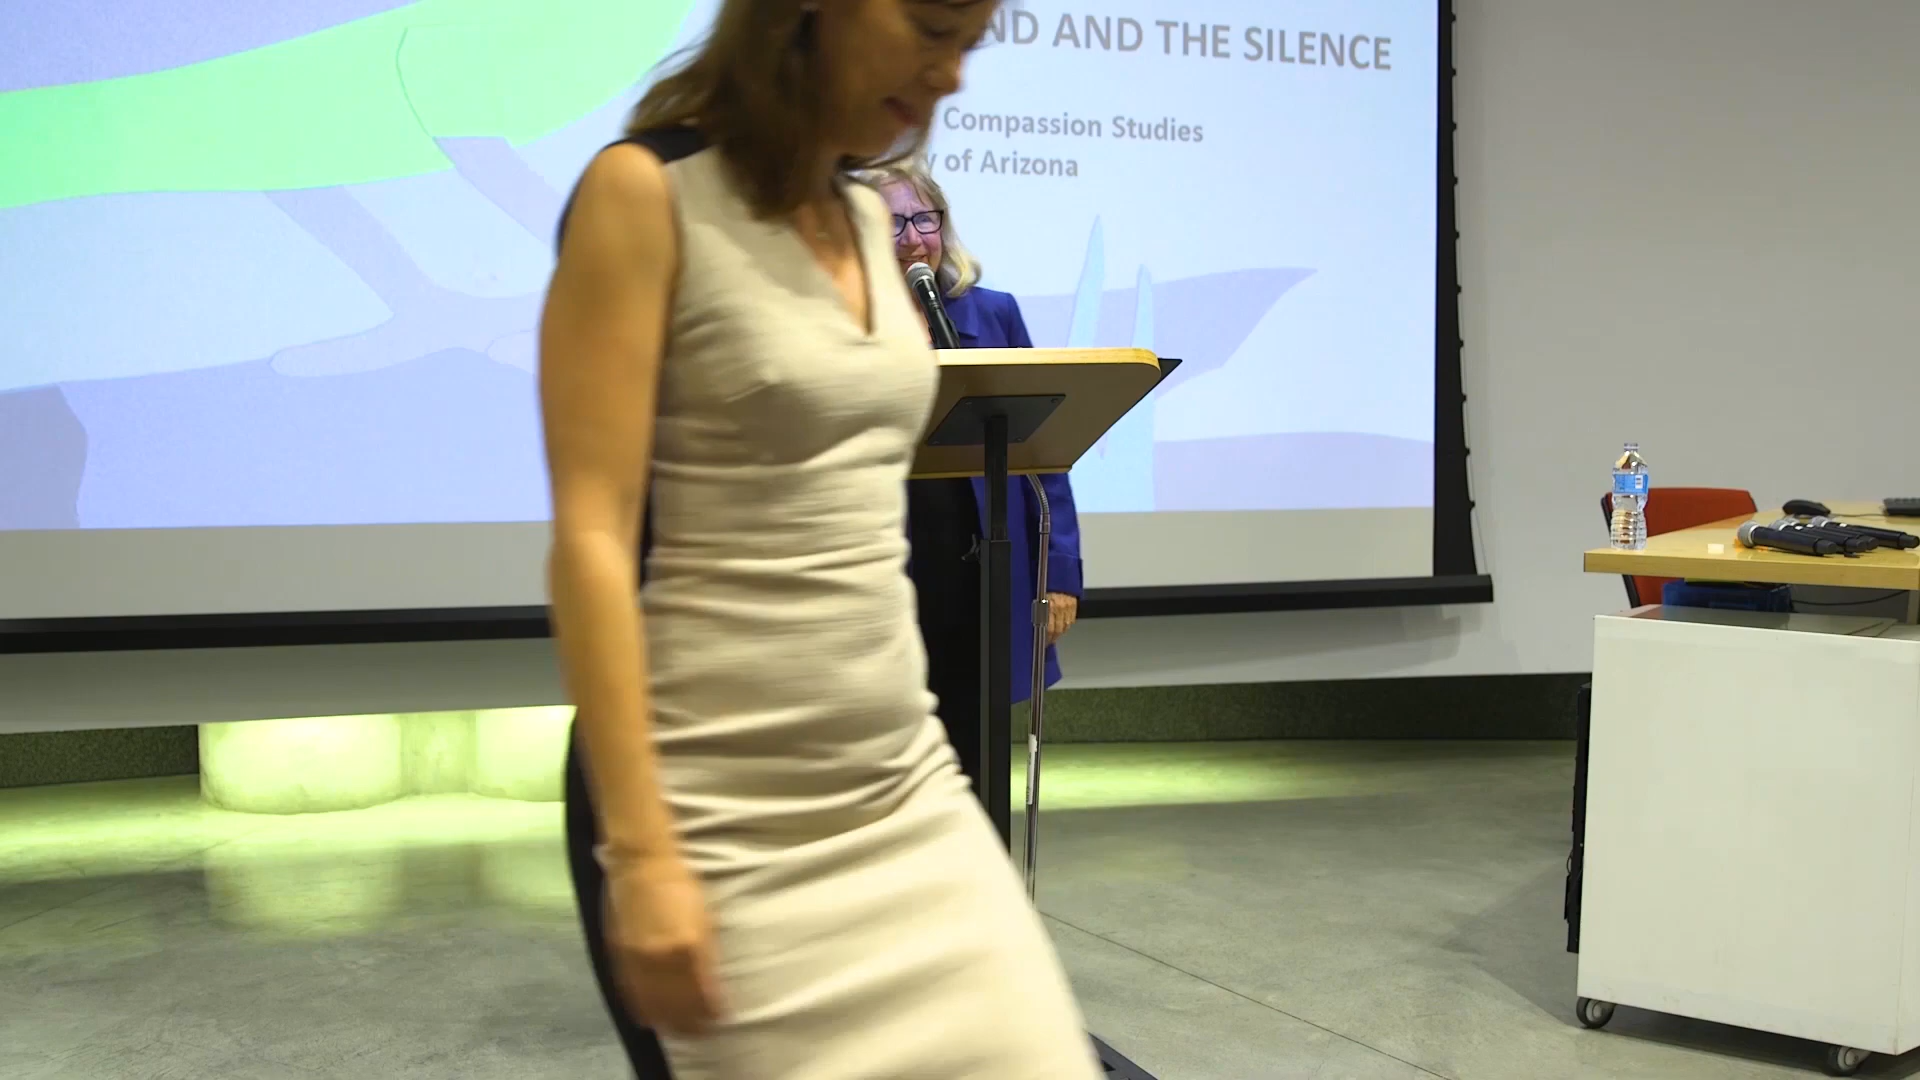 ND AND THE SILENCE
Compassion Studies
y of Arizona